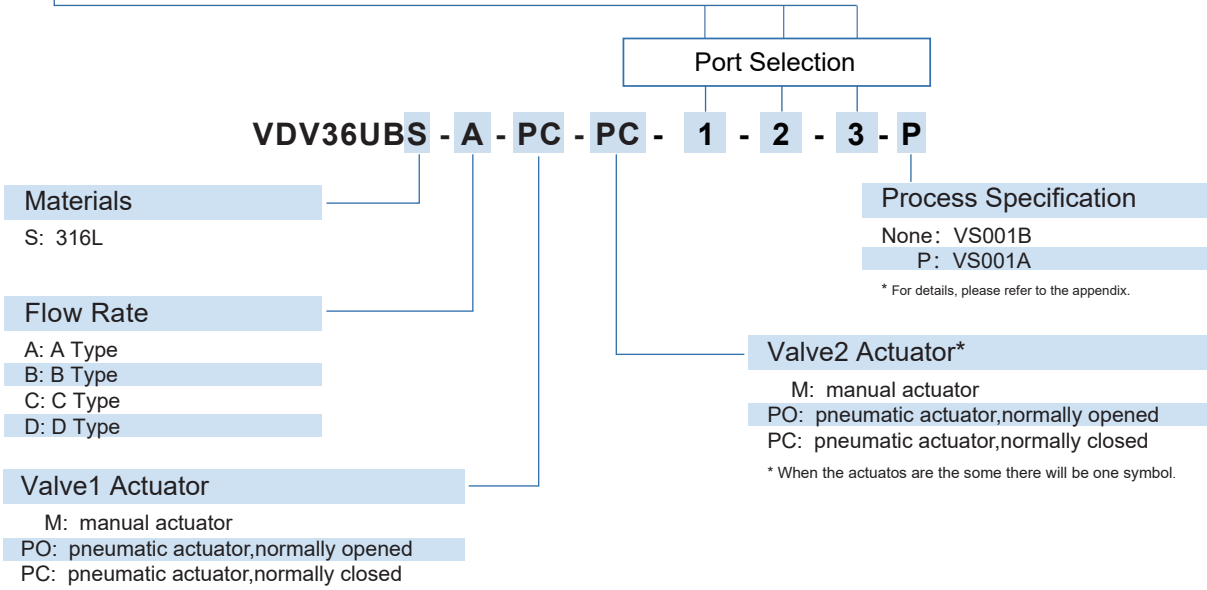 Port Selection
VDV36UBS - A - PC - PC - 1 - 2 - 3 - P
Materials
S: 316L
Flow Rate
A: A Type
B: B Type
C: C Type
D: D Type
Valve1 Actuator
M: manual actuator
PO: pneumatic actuator,normally opened
PC: pneumatic actuator,normally closed
Process Specification
None: VS001B
P: VS001A
* For details, please refer to the appendix.
Valve2 Actuator*
M: manual actuator
PO: pneumatic actuator,normally opened
PC: pneumatic actuator,normally closed
* When the actuatos are the some there will be one symbol.